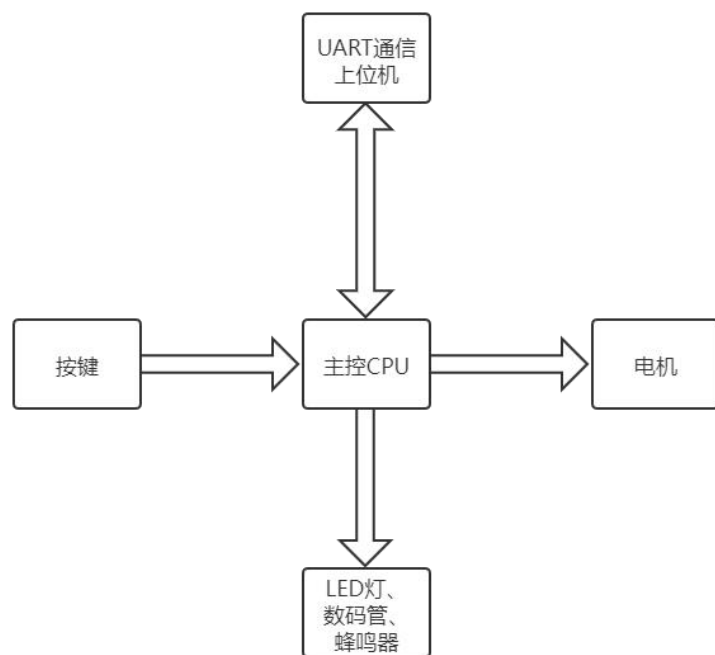 UART通信
上位机
按键
主控CPU
电机
LED灯、
数码管、
蜂鸣器